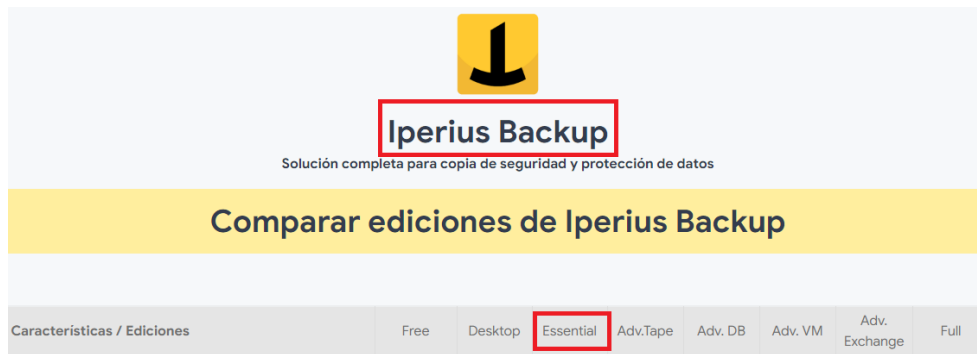 Iperius Backup
Solución completa para copia de seguridad y protección de datos
Comparar ediciones de Iperius Backup
Características / Ediciones Free Desktop Essential Adv.Tape Adv. DB Adv. VM Adv. Exchange Full